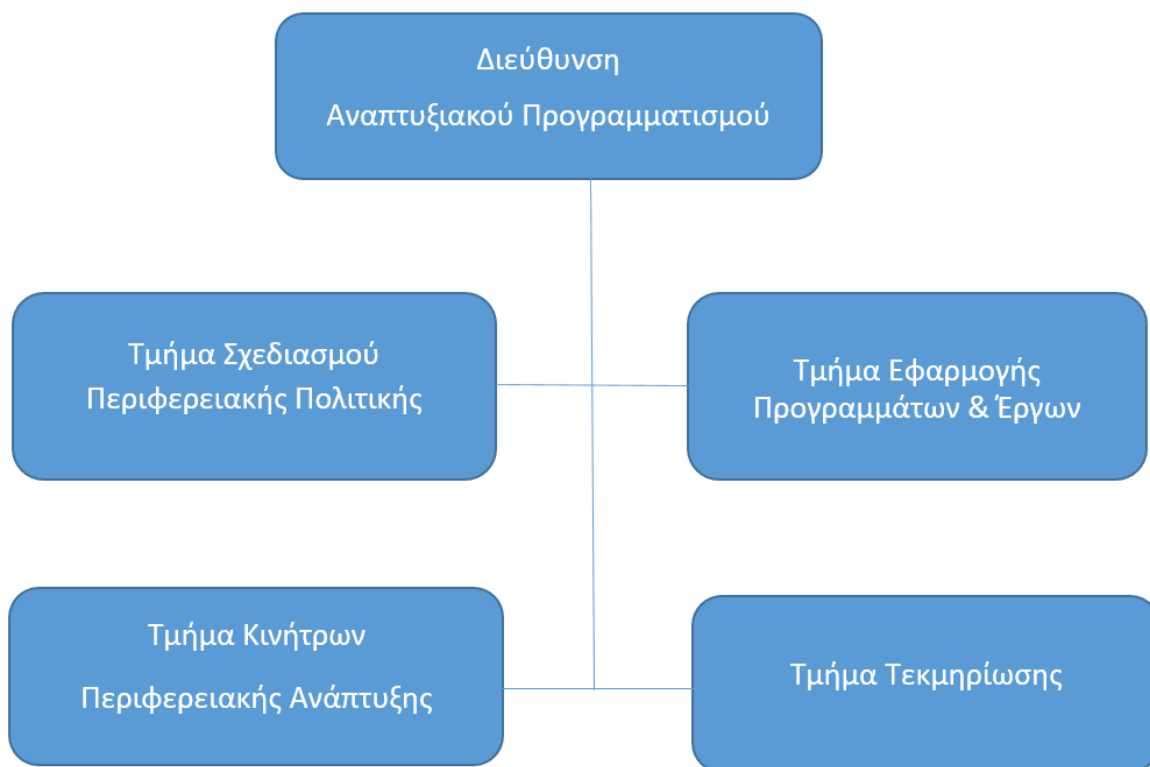 Διεύθυνση
Αναπτυξιακού Προγραμματισμού
Τμήμα Σχεδιασμού
Περιφερειακής Πολιτικής
Τμήμα Εφαρμογής
Προγραμμάτων & Έργων
Τμήμα Κινήτρων
Περιφερειακής Ανάπτυξης
Τμήμα Τεκμηρίωσης